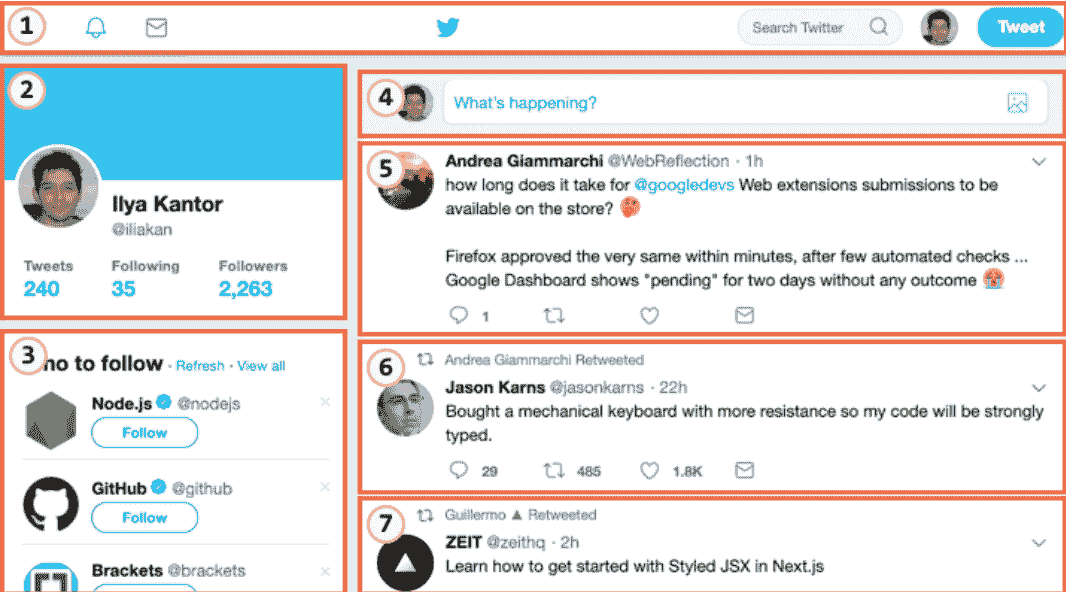 1
Search Twitter
Tweet
2
Ilya Kantor
@iliakan
Tweets Following Followers
240 35 2,263
3
ho to follow · Refresh · View all
Node.js @nodejs
Follow
GitHub @github
Follow
Brackets @brackets
4
What's happening?
5
Andrea Giammarchi @WebReflection · 1h
how long does it take for @googledevs Web extensions submissions to be
available on the store?
Firefox approved the very same within minutes, after few automated checks ...
Google Dashboard shows "pending" for two days without any outcome
1
6
Andrea Giammarchi Retweeted
Jason Karns @jasonkarns · 22h
Bought a mechanical keyboard with more resistance so my code will be strongly
typed.
29 485 1.8K
7
Guillermo ▲ Retweeted
ZEIT @zeithq · 2h
Learn how to get started with Styled JSX in Next.js